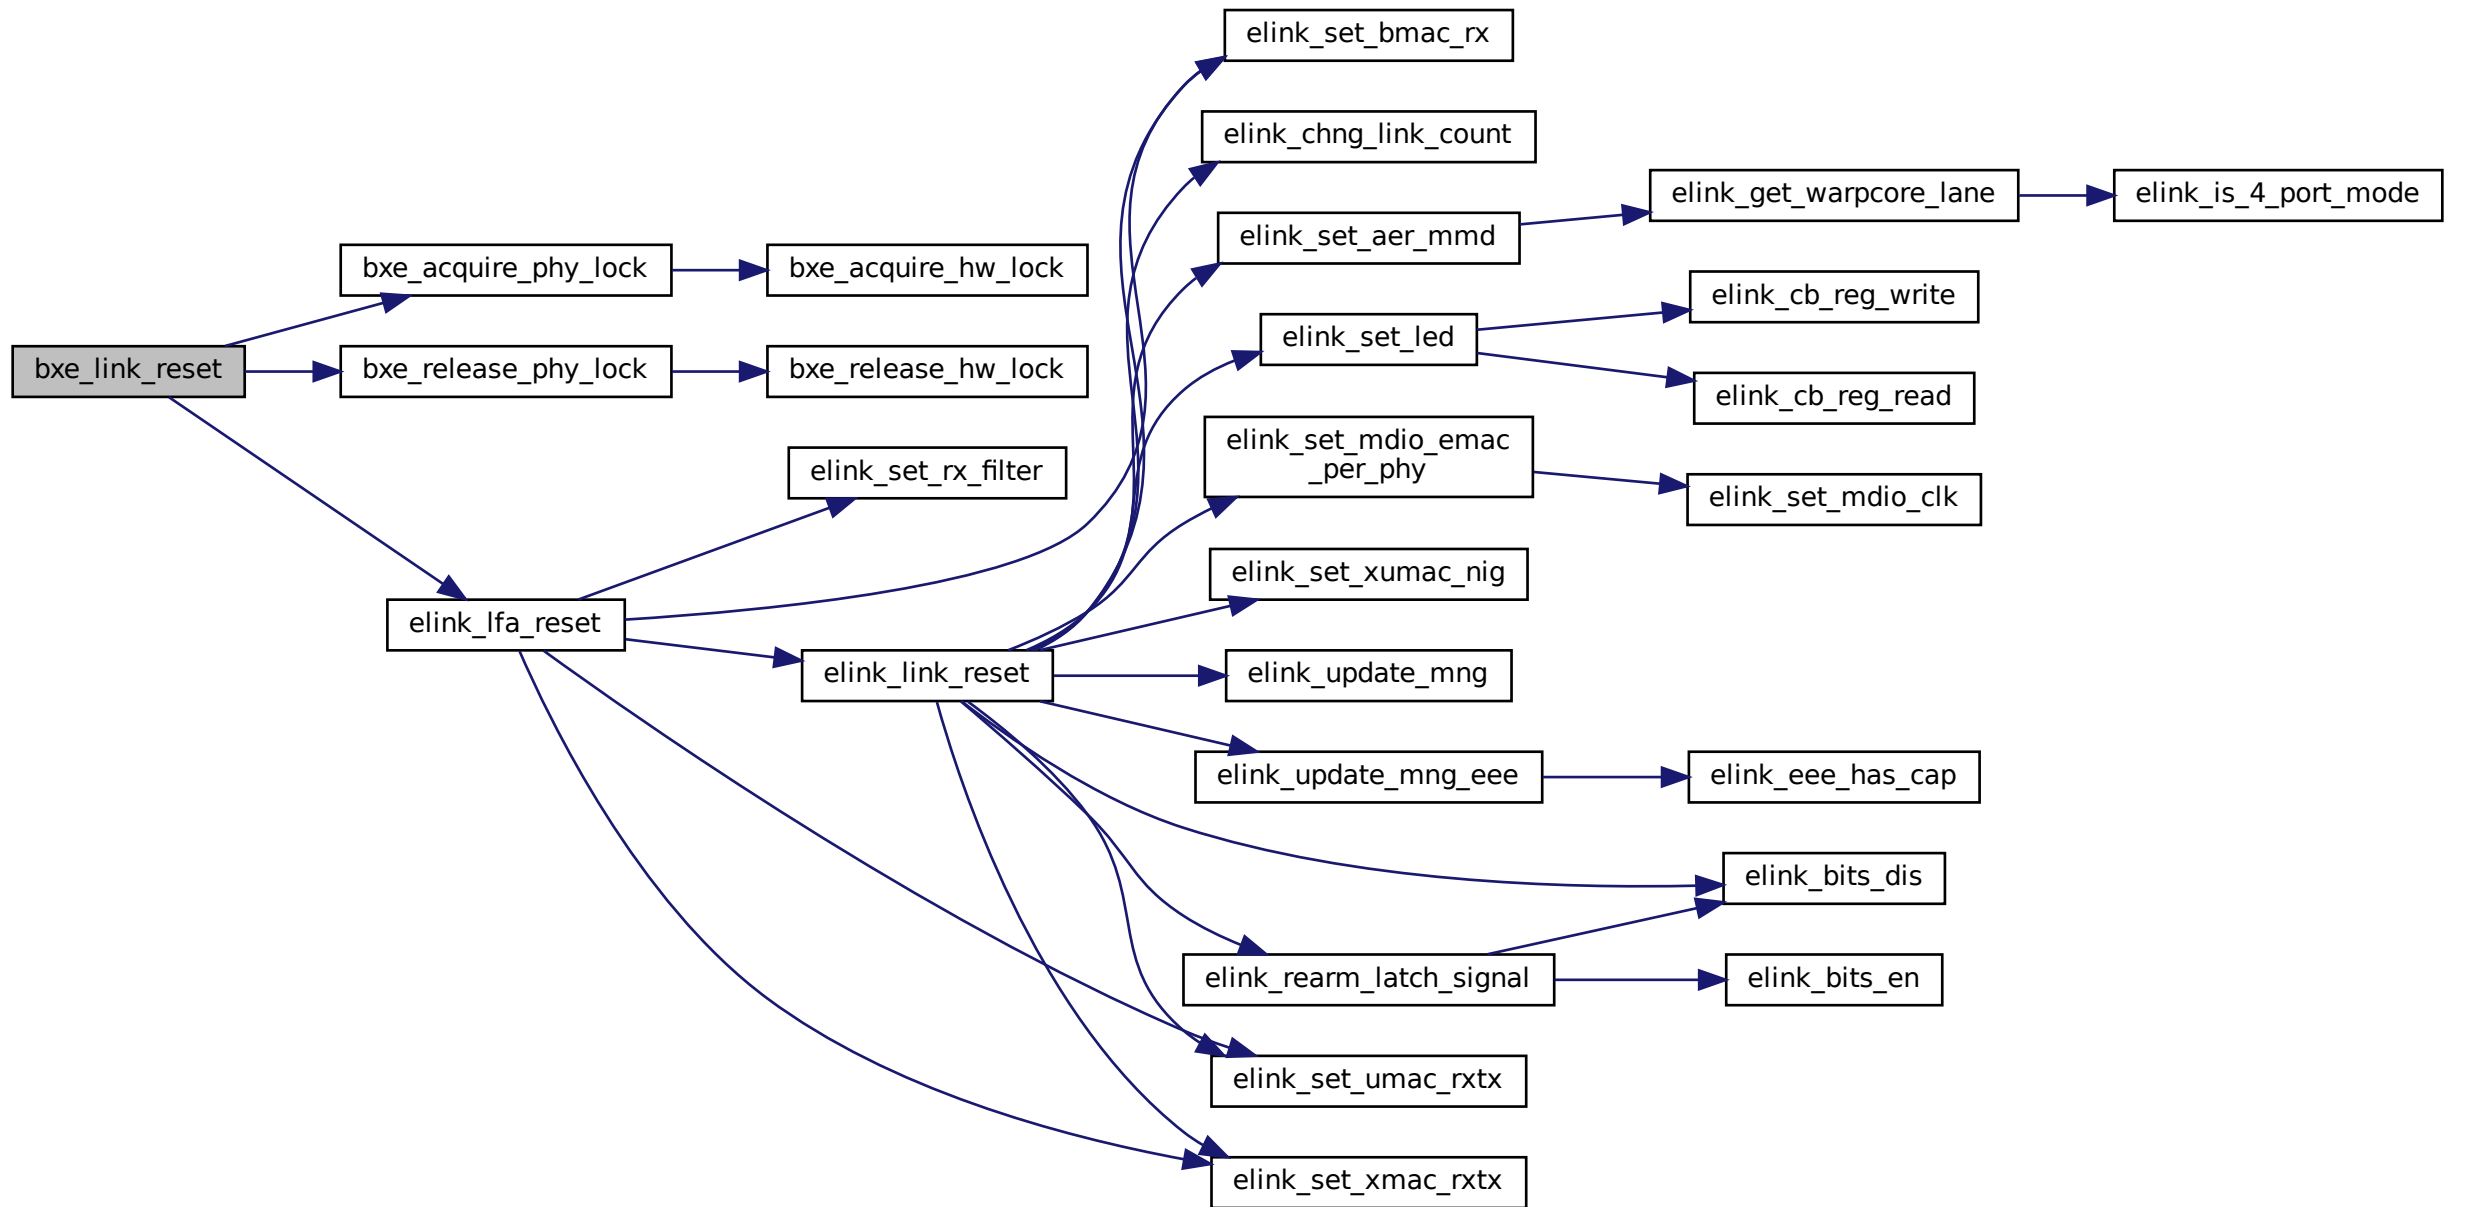 bxe_link_reset
bxe_acquire_phy_lock
bxe_release_phy_lock
elink_lfa_reset
bxe_acquire_hw_lock
bxe_release_hw_lock
elink_set_rx_filter
elink_link_reset
elink_set_bmac_rx
elink_chng_link_count
elink_set_aer_mmd
elink_set_led
elink_set_mdio_emac
_per_phy
elink_set_xumac_nig
elink_update_mng
elink_update_mng_eee
elink_rearm_latch_signal
elink_set_umac_rxtx
elink_set_xmac_rxtx
elink_get_warpcore_lane
elink_cb_reg_write
elink_cb_reg_read
elink_set_mdio_clk
elink_eee_has_cap
elink_bits_dis
elink_bits_en
elink_is_4_port_mode